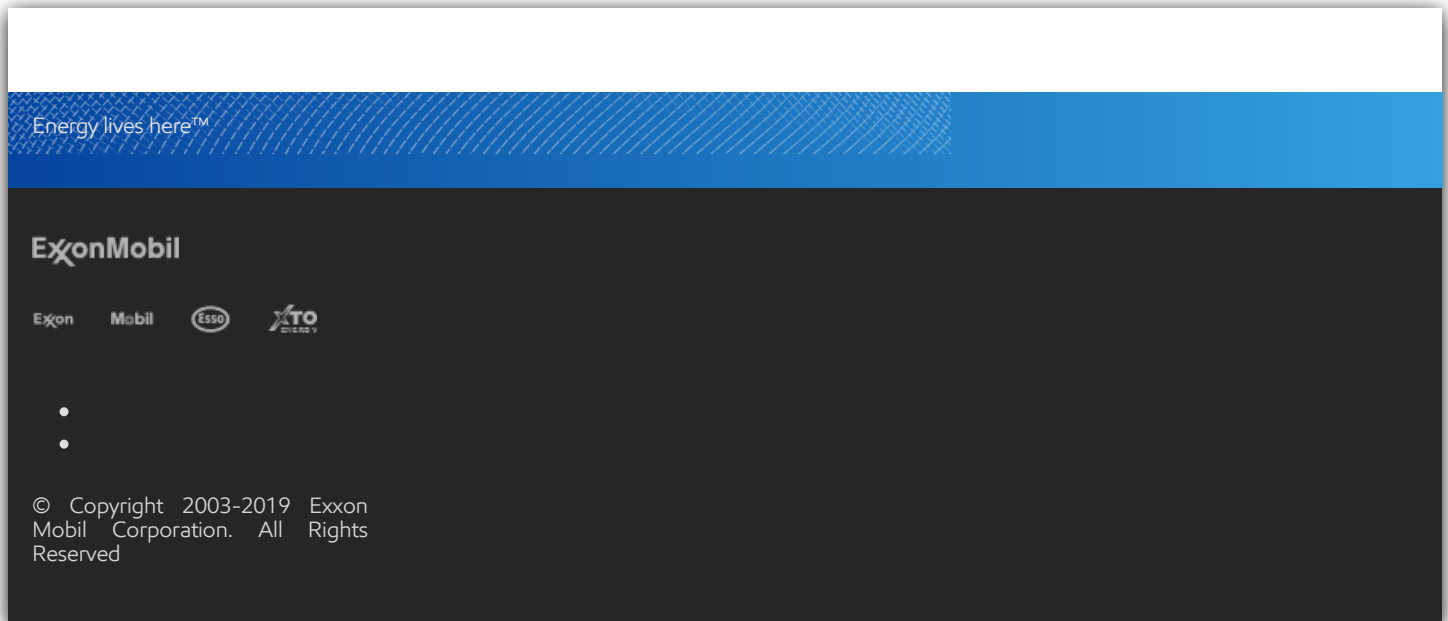 Energy lives here™
ExxonMobil
Exxon Mobil Esso XTO
ENERGY
© Copyright 2003-2019 Exxon
Mobil Corporation. All Rights
Reserved